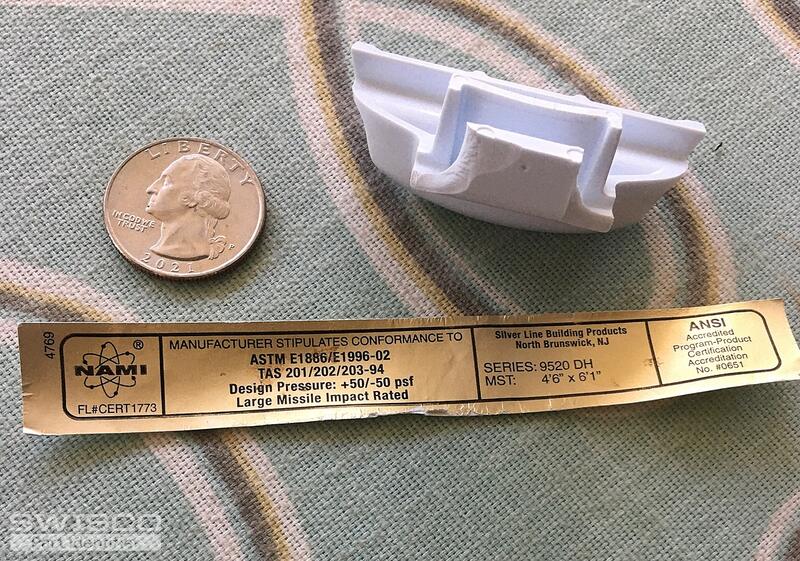 LIBERTY
IN GOD WE
TRUST
P
2021
4769
NAMI
®
FL#CERT1773
MANUFACTURER STIPULATES CONFORMANCE TO
ASTM E1886/E1996-02
TAS 201/202/203-94
Design Pressure: +50/-50 psf
Large Missile Impact Rated
Silver Line Building Products
North Brunswick, NJ
SERIES: 9520 DH
MST: 4'6" x 6'1"
ANSI
Accredited
Program-Product
Certification
Accreditation
No. #0651
SWISCO
Part Identifier